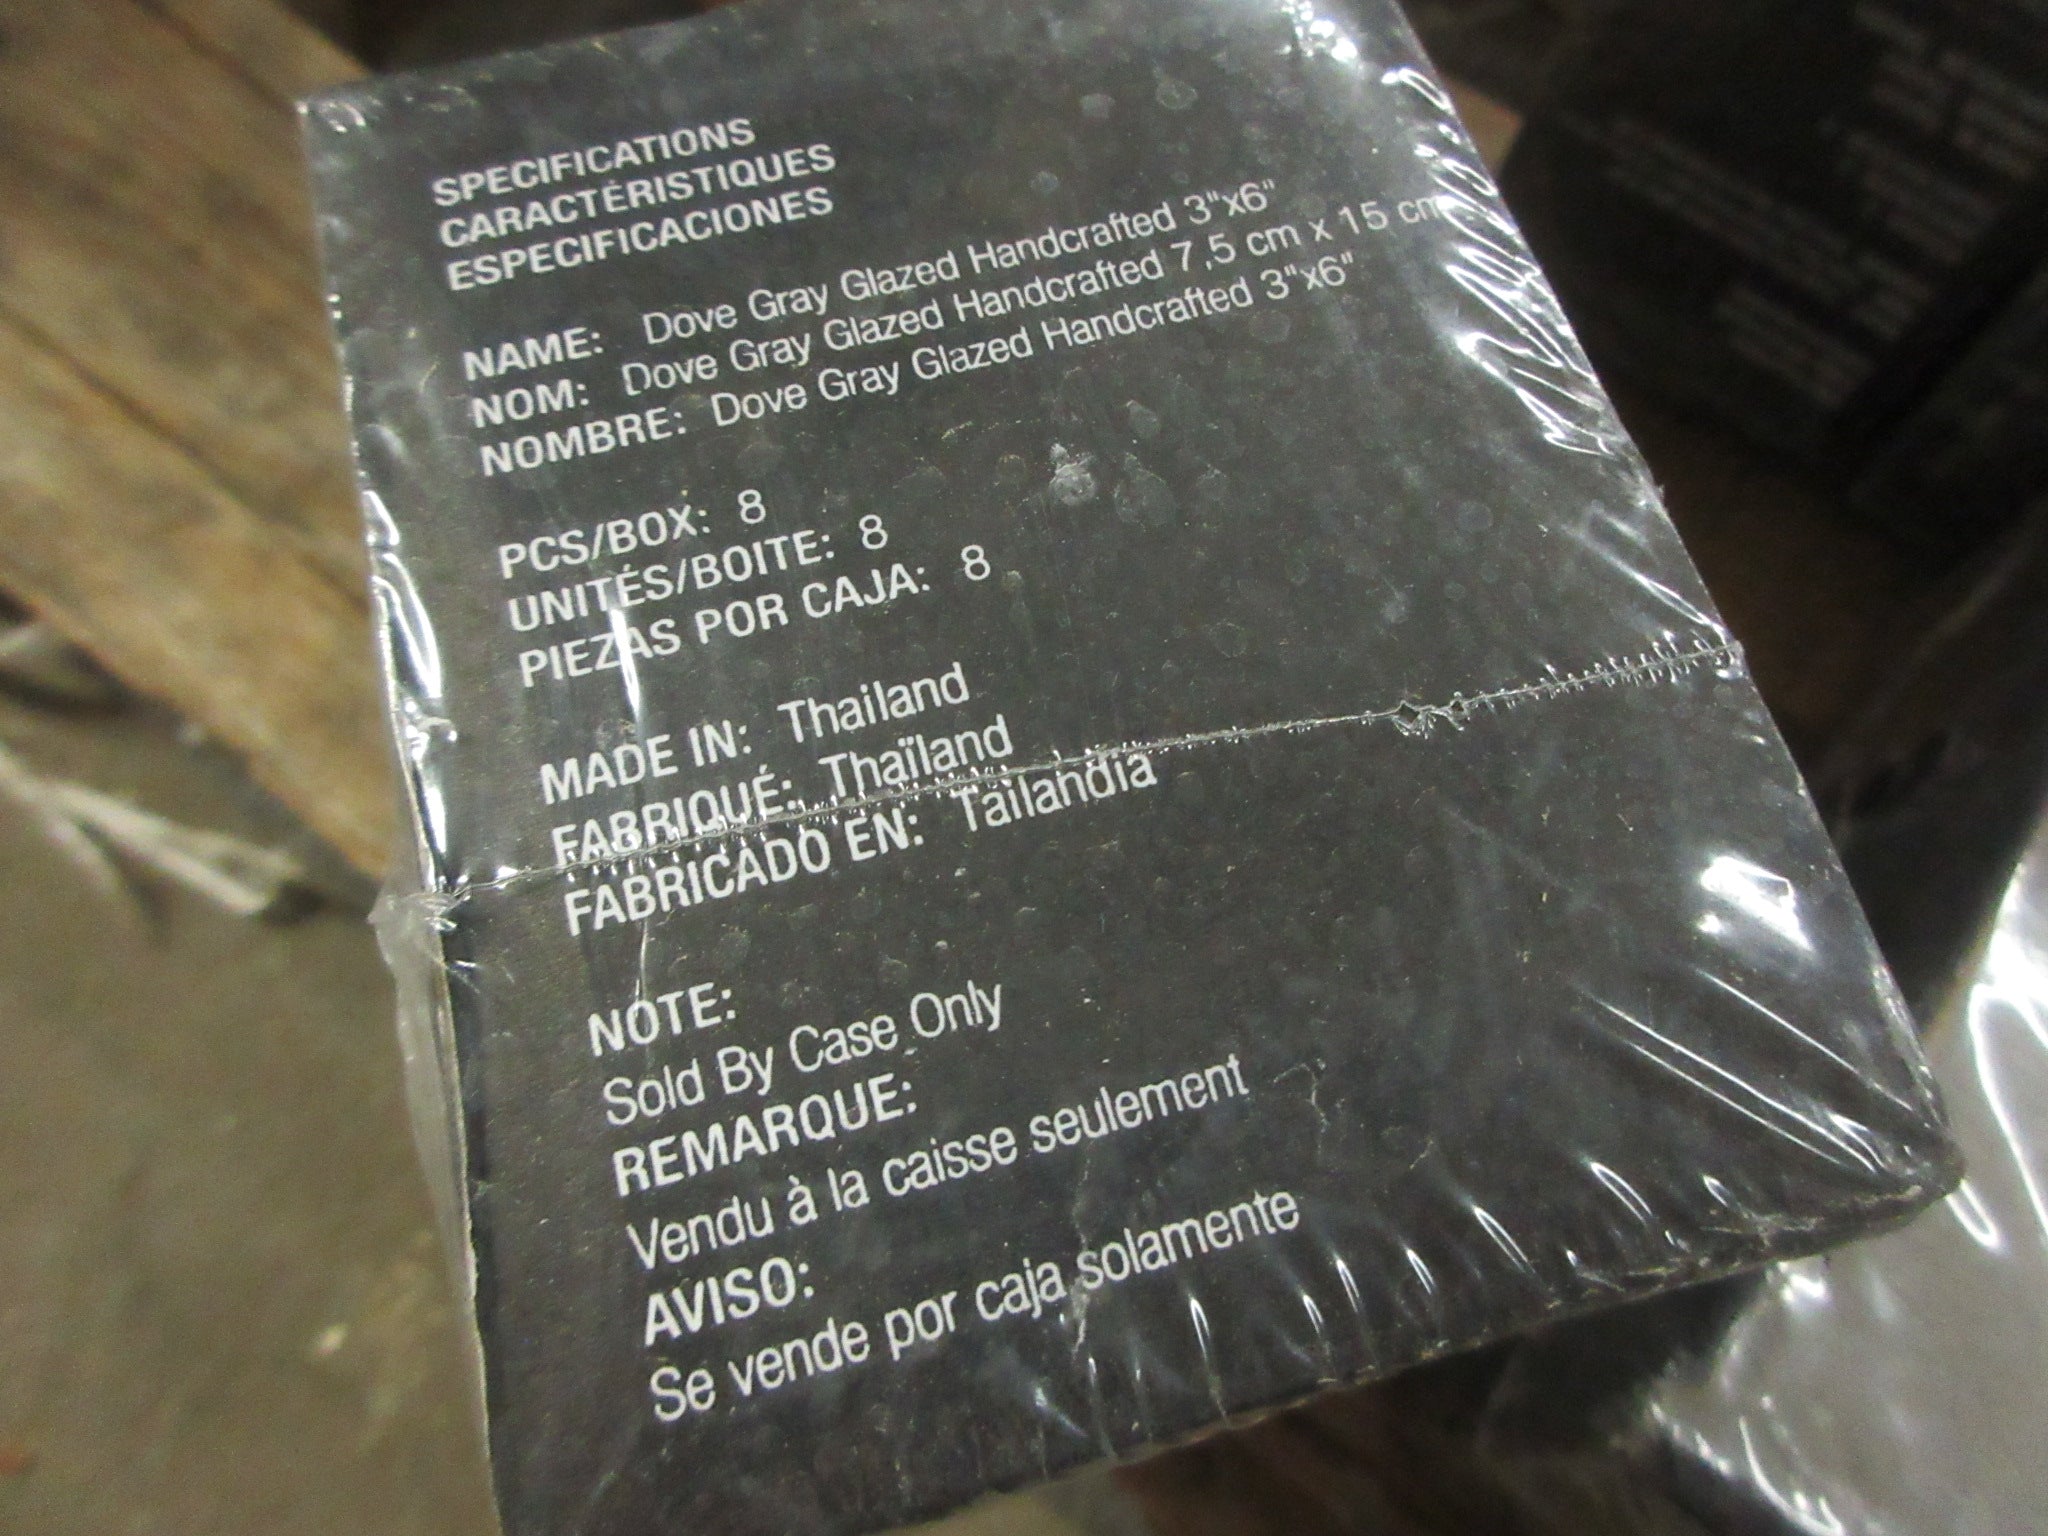 SPECIFICATIONS
CARACTÉRISTIQUES
ESPECIFICACIONES
NAME: Dove Gray Glazed Handcrafted 3"x6"
NOM: Dove Gray Glazed Handcrafted 7,5 cm x 15 cm
NOMBRE: Dove Gray Glazed Handcrafted 3"x6"
PCS/BOX: 8
UNITÉS/BOITE: 8
PIEZAS POR CAJA: 8
MADE IN: Thailand
FABRIQUÉ: Thaïland
FABRICADO EN: Tailandia
NOTE:
Sold By Case Only
REMARQUE:
Vendu à la caisse seulement
AVISO:
Se vende por caja solamente